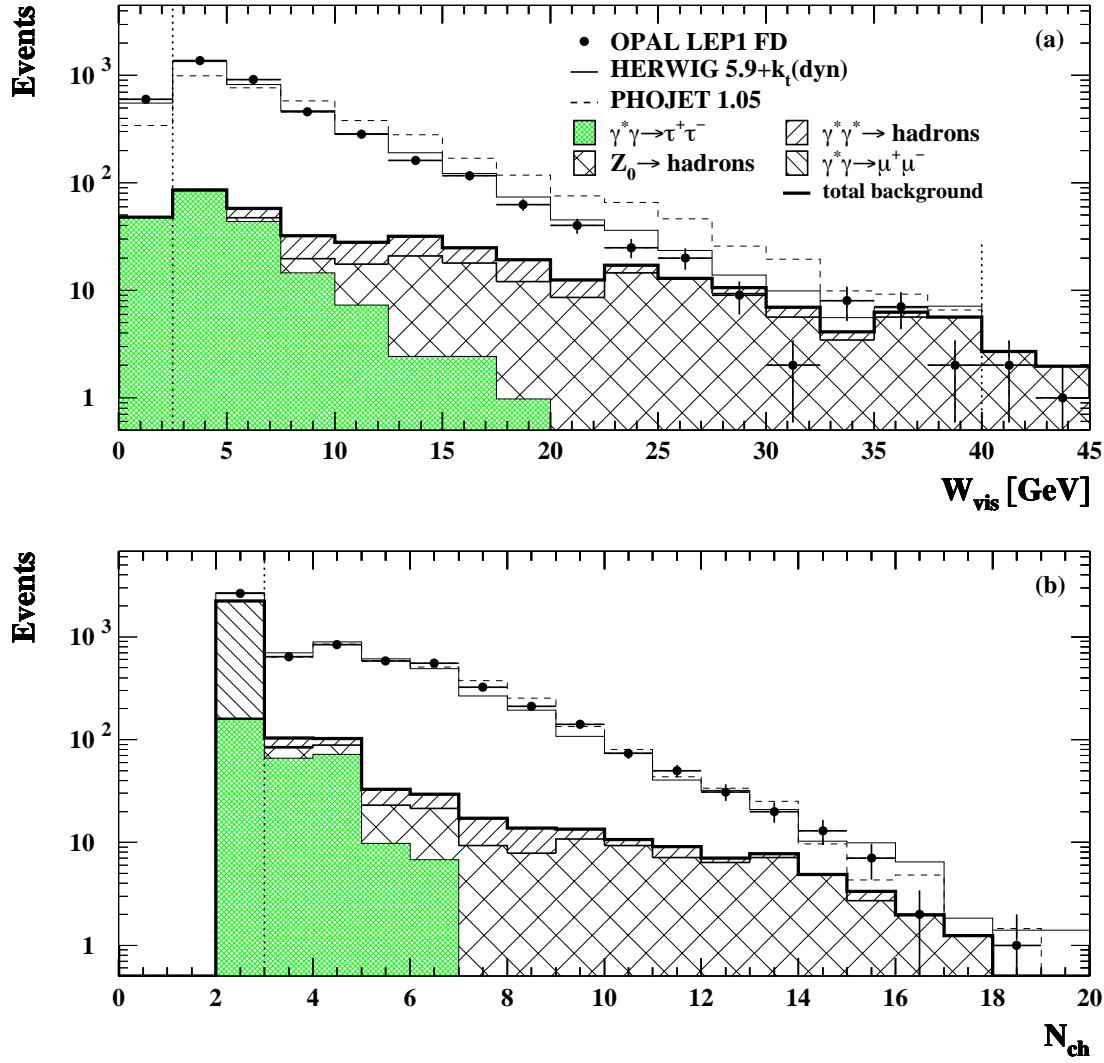 Events
10³
10²
10
1
(a)
OPAL LEP1 FD
HERWIG 5.9+kₜ(dyn)
PHOJET 1.05
γ*γ→τ⁺τ⁻
γ*γ*→ hadrons
Z₀→ hadrons
γ*γ→μ⁺μ⁻
total background
0 5 10 15 20 25 30 35 40 45
W_vis [GeV]
Events
10³
10²
10
1
(b)
0 2 4 6 8 10 12 14 16 18 20
N_ch